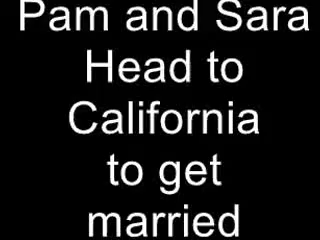 Pam and Sara
Head to
California
to get
married